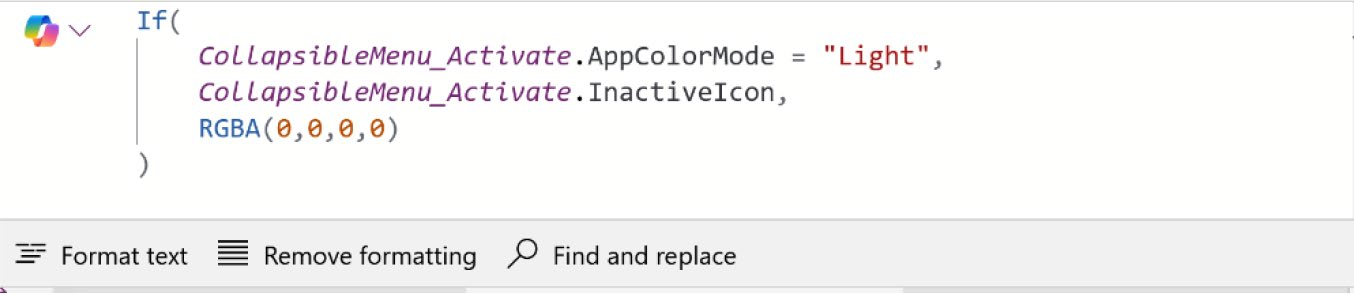 If(
CollapsibleMenu_Activate.AppColorMode = "Light",
CollapsibleMenu_Activate.InactiveIcon,
RGBA(0,0,0,0)
)
Format text Remove formatting Find and replace